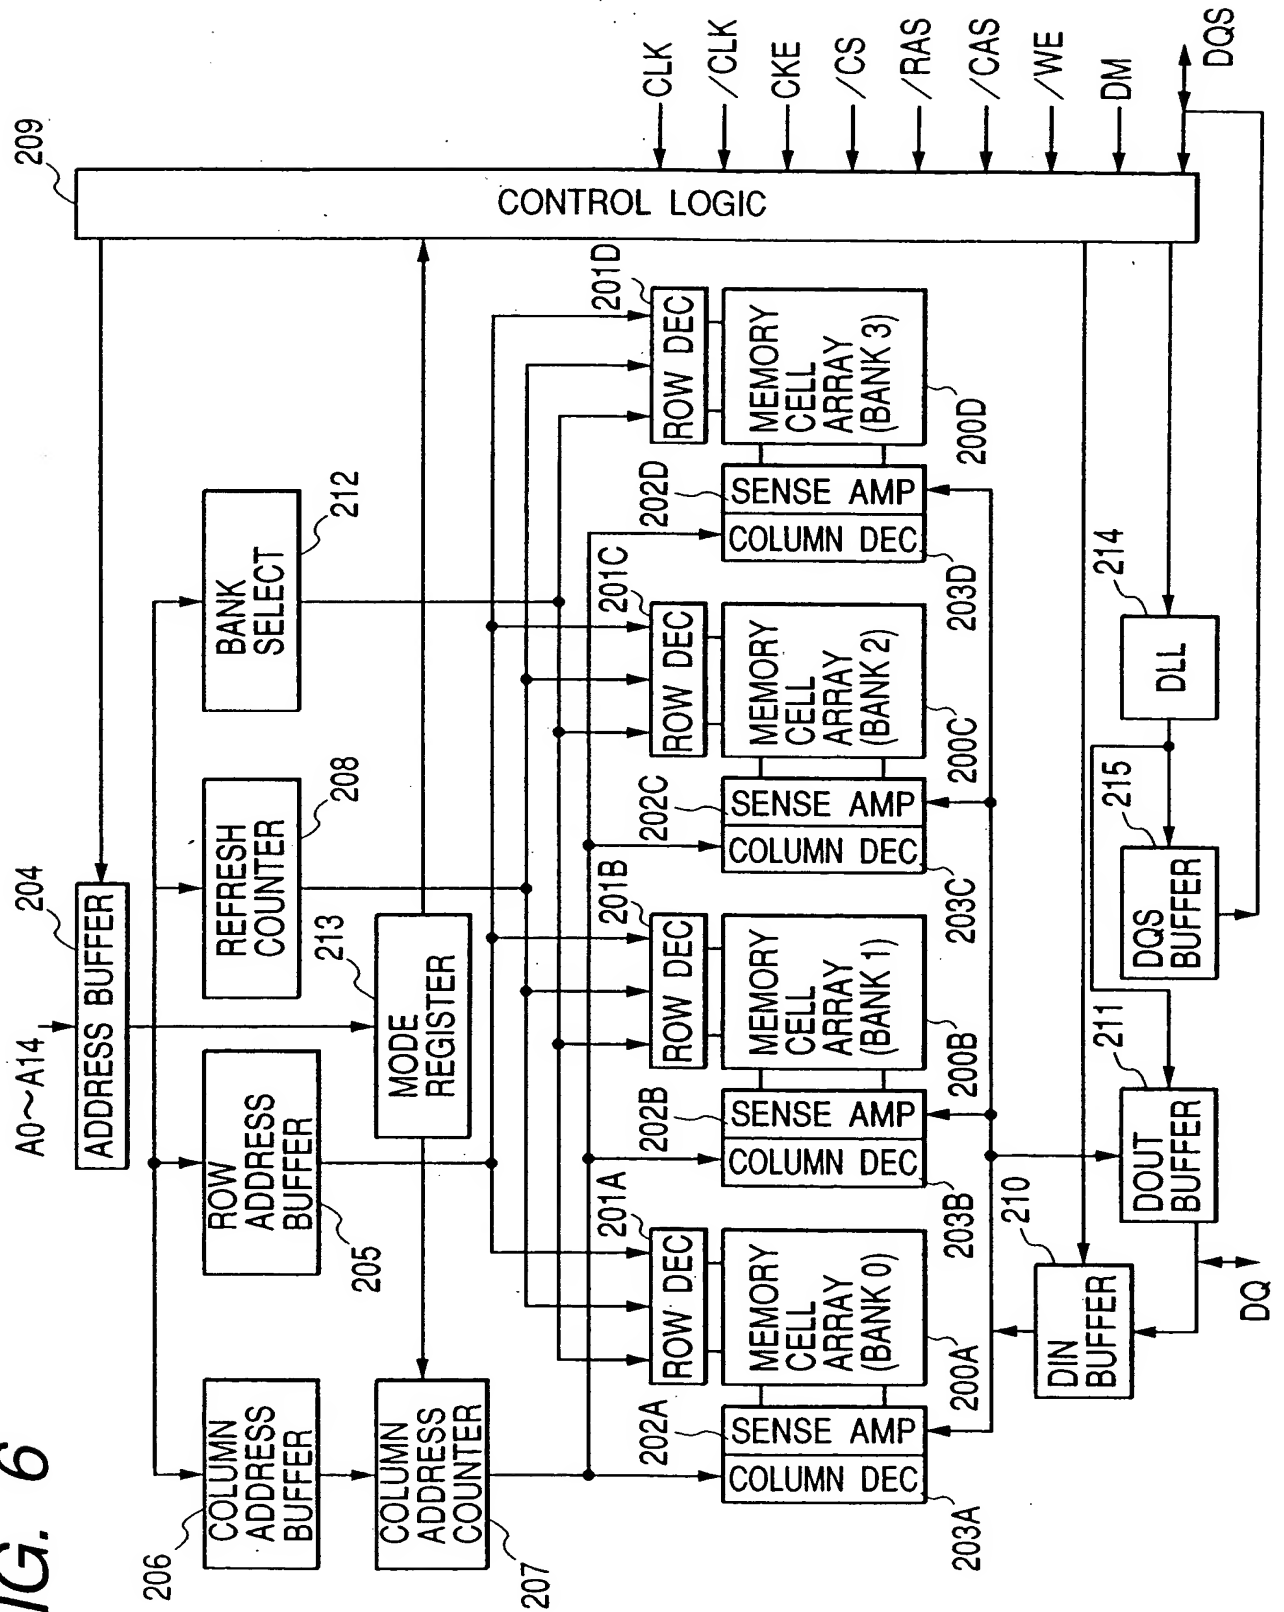 FIG. 6
A0~A14
204
ADDRESS BUFFER
209
CONTROL LOGIC
206
COLUMN
ADDRESS
BUFFER
205
ROW
ADDRESS
BUFFER
208
REFRESH
COUNTER
212
BANK
SELECT
207
COLUMN
ADDRESS
COUNTER
213
MODE
REGISTER
201A
ROW DEC
201B
ROW DEC
201C
ROW DEC
201D
ROW DEC
202A
SENSE AMP
COLUMN DEC
203A
MEMORY
CELL
ARRAY
(BANK 0)
200A
202B
SENSE AMP
COLUMN DEC
203B
MEMORY
CELL
ARRAY
(BANK 1)
200B
202C
SENSE AMP
COLUMN DEC
203C
MEMORY
CELL
ARRAY
(BANK 2)
200C
202D
SENSE AMP
COLUMN DEC
203D
MEMORY
CELL
ARRAY
(BANK 3)
200D
CLK
/CLK
CKE
/CS
/RAS
/CAS
/WE
DM
DQS
210
DIN
BUFFER
211
DOUT
BUFFER
215
DQS
BUFFER
214
DLL
DQ